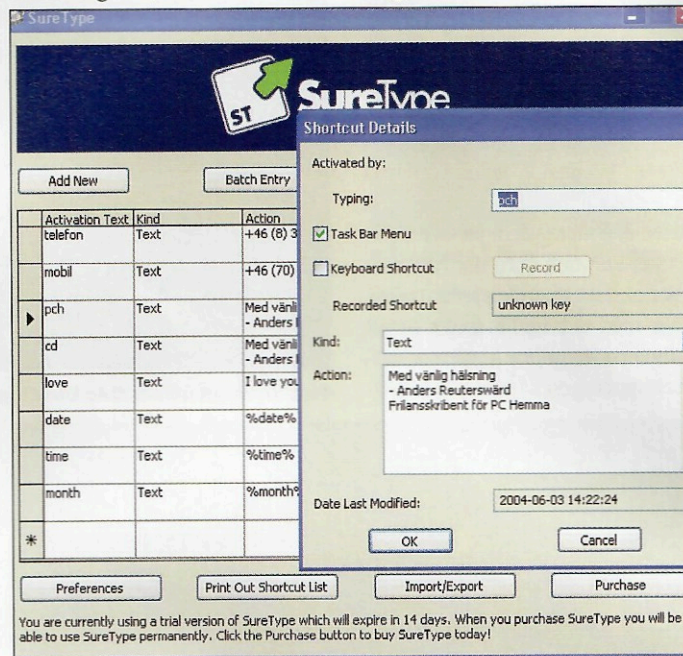 SureType
ST SureType
Add New
Batch Entry
Activation Text Kind Action
telefon Text +46 (8) 3
mobil Text +46 (70)
pch Text Med vänli
- Anders
cd Text Med vänli
- Anders
love Text I love you
date Text %date%
time Text %time%
month Text %month%
Shortcut Details
Activated by:
Typing: pch
Task Bar Menu
Keyboard Shortcut Record
Recorded Shortcut unknown key
Kind: Text
Action: Med vänlig hälsning
- Anders Reuterswärd
Frilansskribent för PC Hemma
Date Last Modified: 2004-06-03 14:22:24
OK Cancel
Preferences Print Out Shortcut List Import/Export Purchase
You are currently using a trial version of SureType which will expire in 14 days. When you purchase SureType you will be
able to use SureType permanently. Click the Purchase button to buy SureType today!